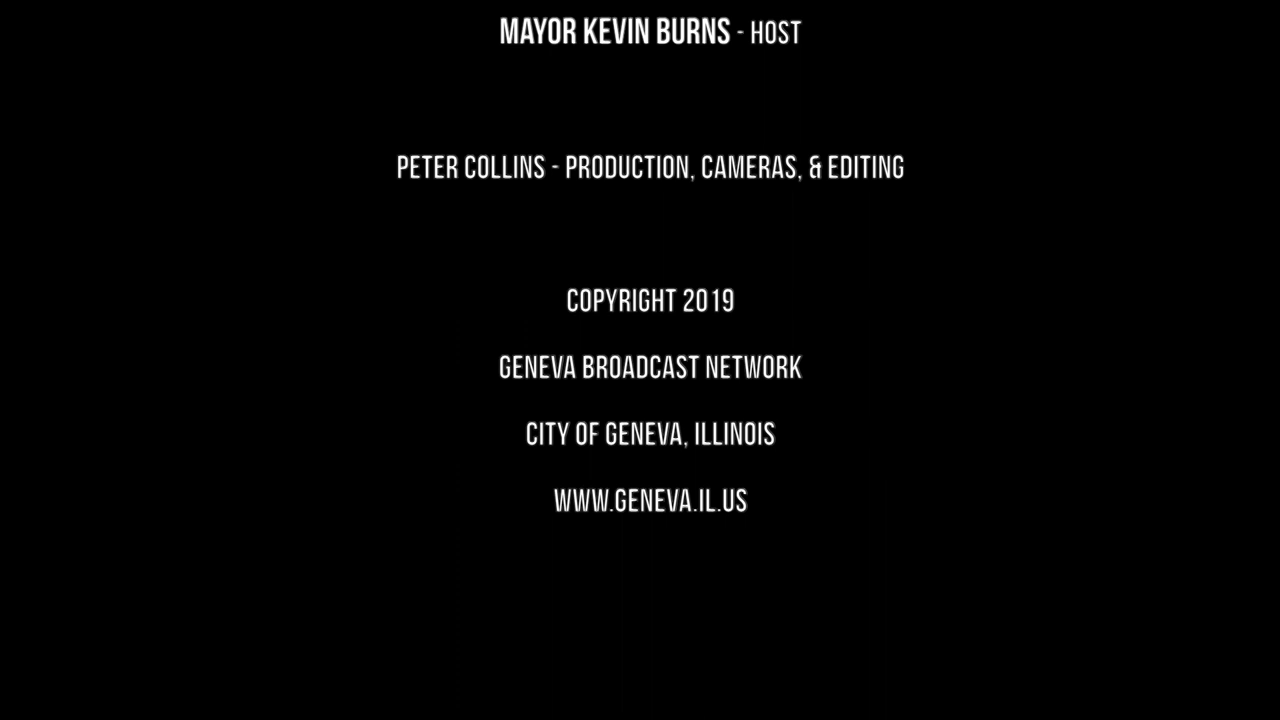 MAYOR KEVIN BURNS - HOST
PETER COLLINS - PRODUCTION, CAMERAS, & EDITING
COPYRIGHT 2019
GENEVA BROADCAST NETWORK
CITY OF GENEVA, ILLINOIS
WWW.GENEVA.IL.US